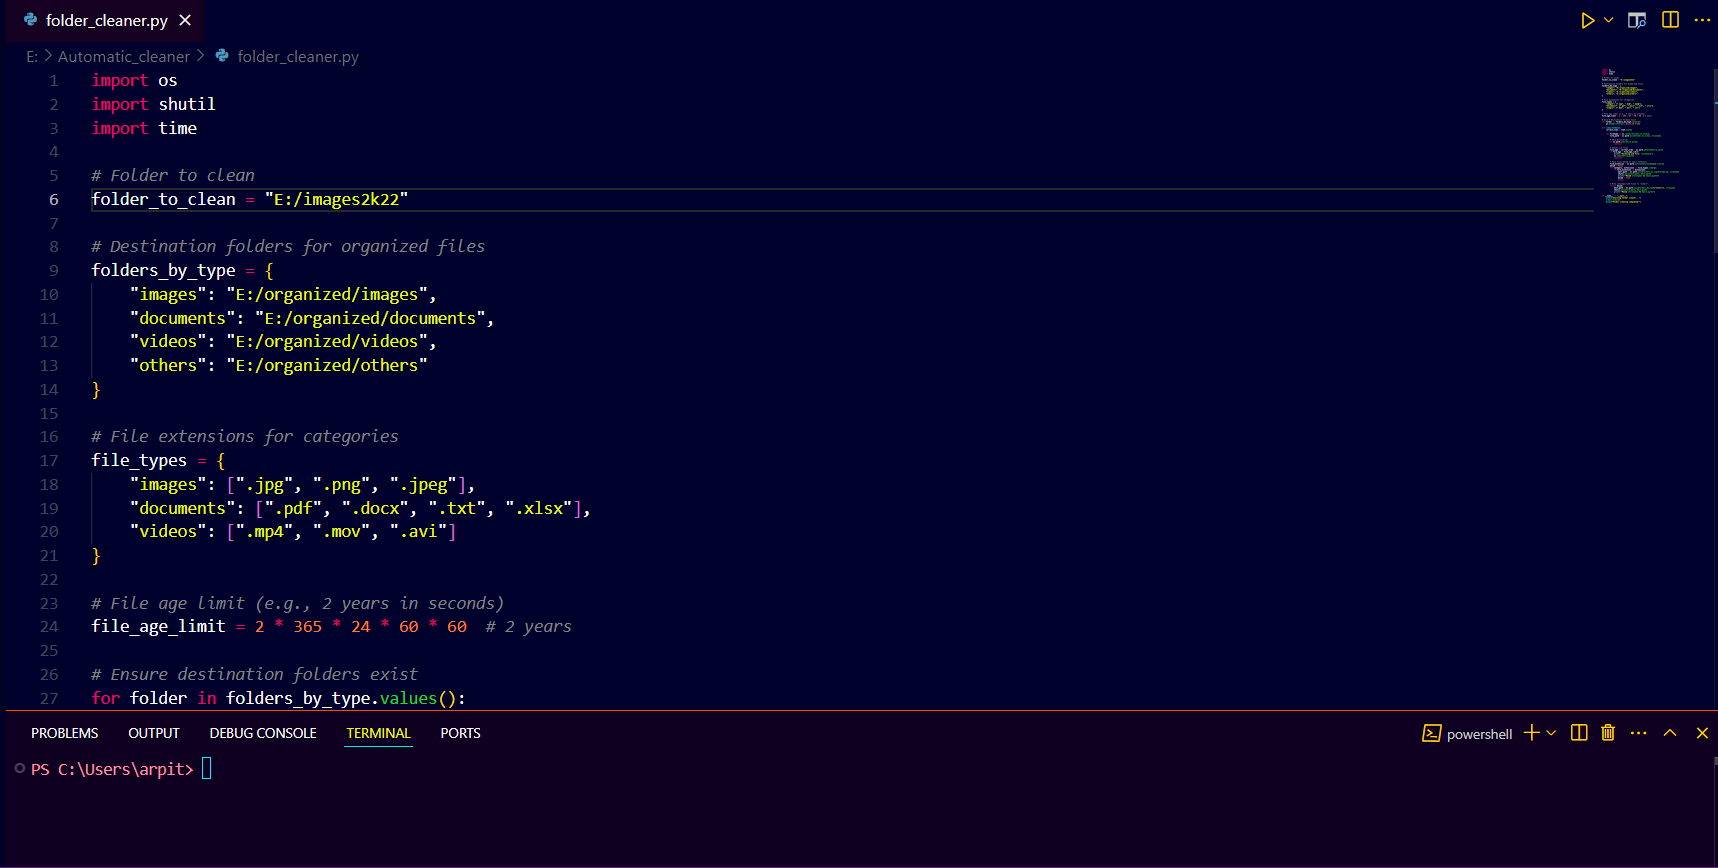 folder_cleaner.py
E: > Automatic_cleaner > folder_cleaner.py
1 import os
2 import shutil
3 import time
4
5 # Folder to clean
6 folder_to_clean = "E:/images2k22"
7
8 # Destination folders for organized files
9 folders_by_type = {
10 "images": "E:/organized/images",
11 "documents": "E:/organized/documents",
12 "videos": "E:/organized/videos",
13 "others": "E:/organized/others"
14 }
15
16 # File extensions for categories
17 file_types = {
18 "images": [".jpg", ".png", ".jpeg"],
19 "documents": [".pdf", ".docx", ".txt", ".xlsx"],
20 "videos": [".mp4", ".mov", ".avi"]
21 }
22
23 # File age limit (e.g., 2 years in seconds)
24 file_age_limit = 2 * 365 * 24 * 60 * 60 # 2 years
25
26 # Ensure destination folders exist
27 for folder in folders_by_type.values():
PROBLEMS OUTPUT DEBUG CONSOLE TERMINAL PORTS powershell
PS C:\Users\arpit>